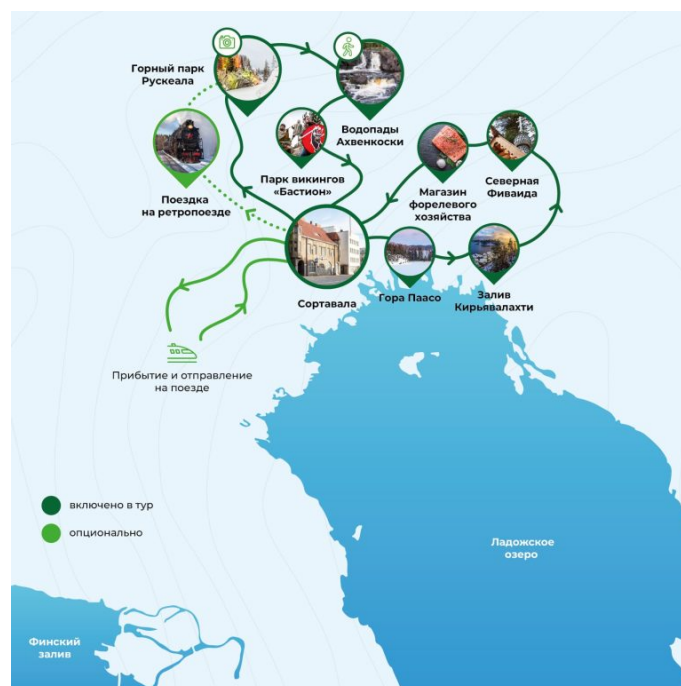 Горный парк
Рускеала
Водопады
Ахвенкоски
Поездка
на ретропоезде
Парк викингов
«Бастион»
Магазин
форелевого
хозяйства
Северная
Фиваида
Сортавала
Гора Паасо
Залив
Кирьявалахти
Прибытие и отправление
на поезде
включено в тур
опционально
Ладожское
озеро
Финский
залив